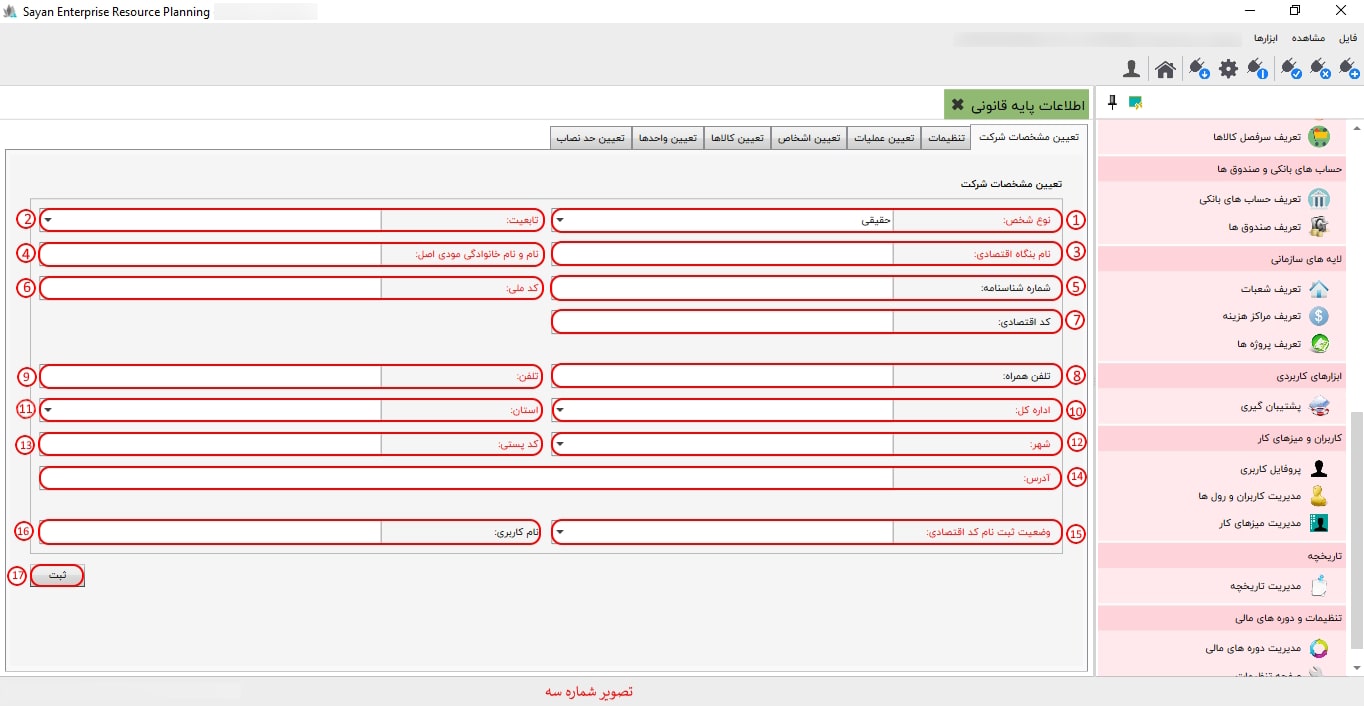 Sayan Enterprise Resource Planning
فایل مشاهده ابزارها
اطلاعات پایه قانونی ✖
تعیین مشخصات شرکت تنظیمات تعیین عملیات تعیین اشخاص تعیین کالاها تعیین واحدها تعیین حد نصاب
تعیین مشخصات شرکت
1 نوع شخص: حقیقی
2 تابعیت:
3 نام بنگاه اقتصادی:
4 نام و نام خانوادگی مودی اصل:
5 شماره شناسنامه:
6 کد ملی:
7 کد اقتصادی:
8 تلفن همراه:
9 تلفن:
10 اداره کل:
11 استان:
12 شهر:
13 کد پستی:
14 آدرس:
15 وضعیت ثبت نام کد اقتصادی:
16 نام کاربری:
17 ثبت
تعریف سرفصل کالاها
حساب های بانکی و صندوق ها
تعریف حساب های بانکی
تعریف صندوق ها
لایه های سازمانی
تعریف شعبات
تعریف مراکز هزینه
تعریف پروژه ها
ابزارهای کاربردی
پشتیبان گیری
کاربران و میزهای کار
پروفایل کاربری
مدیریت کاربران و رول ها
مدیریت میزهای کار
تاریخچه
مدیریت تاریخچه
تنظیمات و دوره های مالی
مدیریت دوره های مالی
تصویر شماره سه